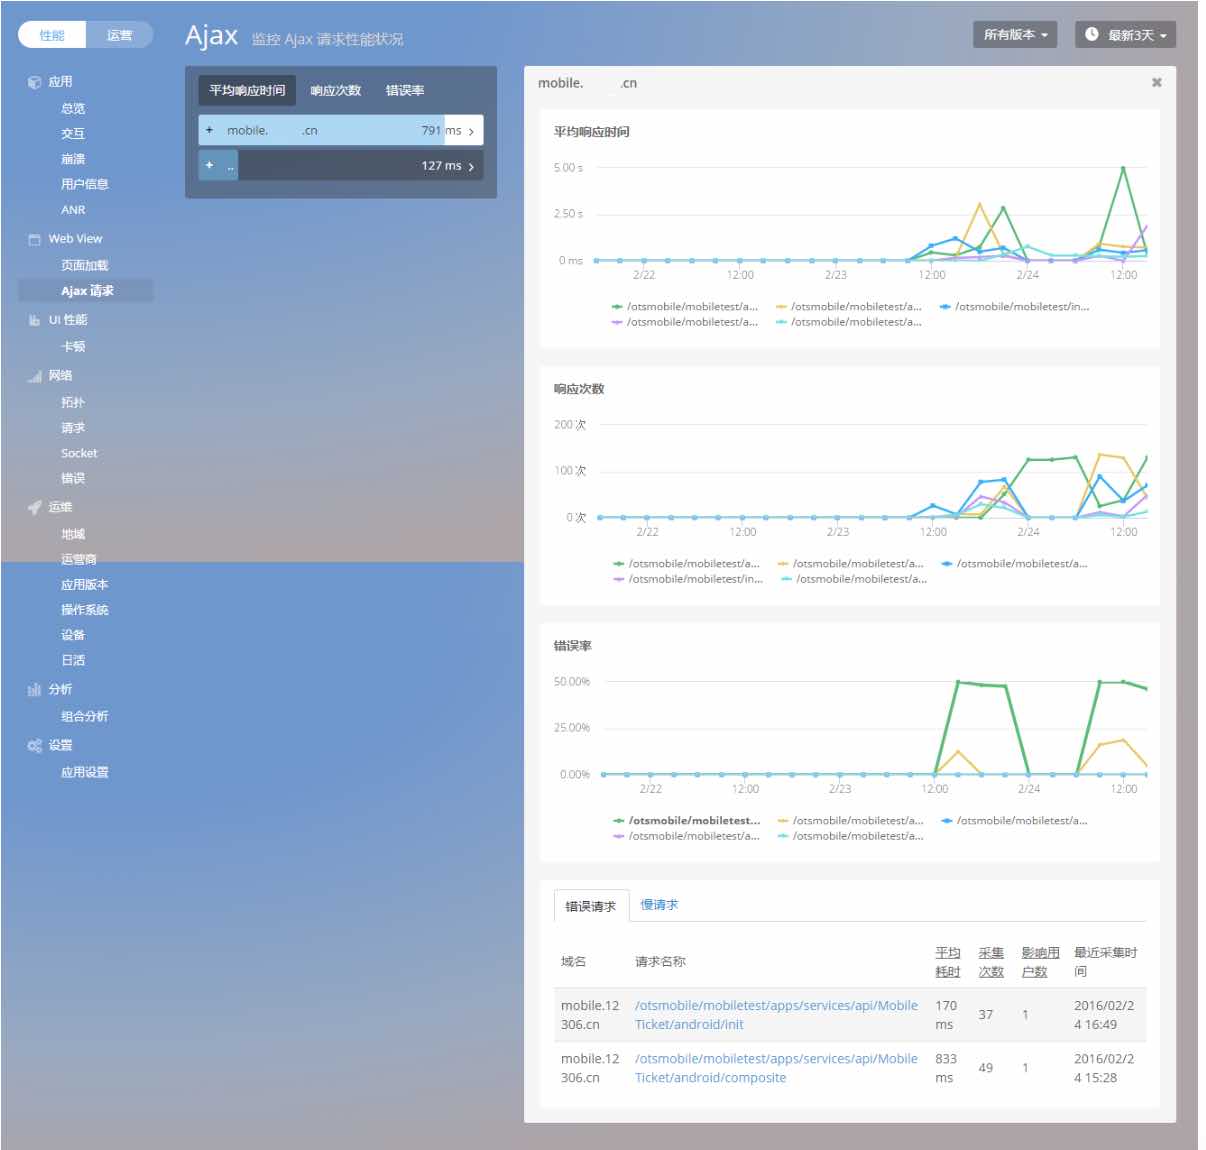 性能 运营
Ajax 监控 Ajax 请求性能状况
所有版本 最新3天
应用
总览
交互
崩溃
用户信息
ANR
Web View
页面加载
Ajax 请求
UI 性能
卡顿
网络
拓扑
请求
Socket
错误
运维
地域
运营商
应用版本
操作系统
设备
日活
分析
组合分析
设置
应用设置
平均响应时间 响应次数 错误率
+ mobile. .cn 791 ms >
+ .. 127 ms >
mobile. .cn ✖
平均响应时间
5.00 s
2.50 s
0 ms
2/22 12:00 2/23 12:00 2/24 12:00
/otsmobile/mobiletest/a... /otsmobile/mobiletest/a... /otsmobile/mobiletest/in...
/otsmobile/mobiletest/a... /otsmobile/mobiletest/a...
响应次数
200 次
100 次
0 次
2/22 12:00 2/23 12:00 2/24 12:00
/otsmobile/mobiletest/a... /otsmobile/mobiletest/a... /otsmobile/mobiletest/a...
/otsmobile/mobiletest/in... /otsmobile/mobiletest/a...
错误率
50.00%
25.00%
0.00%
2/22 12:00 2/23 12:00 2/24 12:00
/otsmobile/mobiletest... /otsmobile/mobiletest/a... /otsmobile/mobiletest/a...
/otsmobile/mobiletest/a... /otsmobile/mobiletest/a...
错误请求 慢请求
域名 请求名称 平均耗时 采集次数 影响用户数 最近采集时间
mobile.12 /otsmobile/mobiletest/apps/services/api/Mobile 170 37 1 2016/02/2
306.cn Ticket/android/init ms 4 16:49
mobile.12 /otsmobile/mobiletest/apps/services/api/Mobile 833 49 1 2016/02/2
306.cn Ticket/android/composite ms 4 15:28